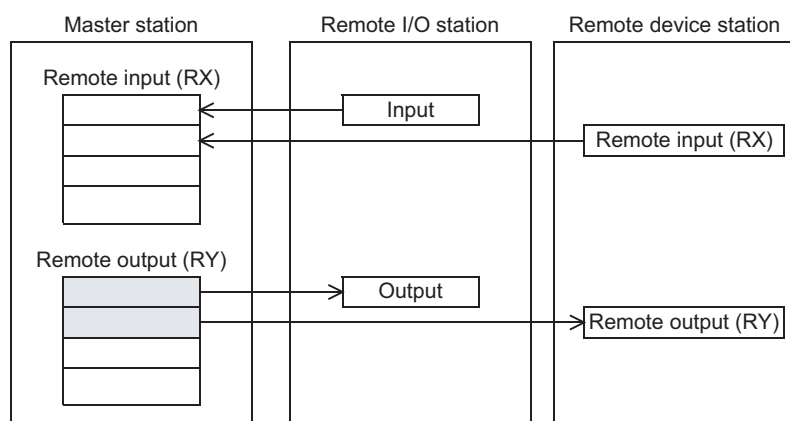 Master station
Remote I/O station
Remote device station
Remote input (RX)
Input
Remote input (RX)
Remote output (RY)
Output
Remote output (RY)